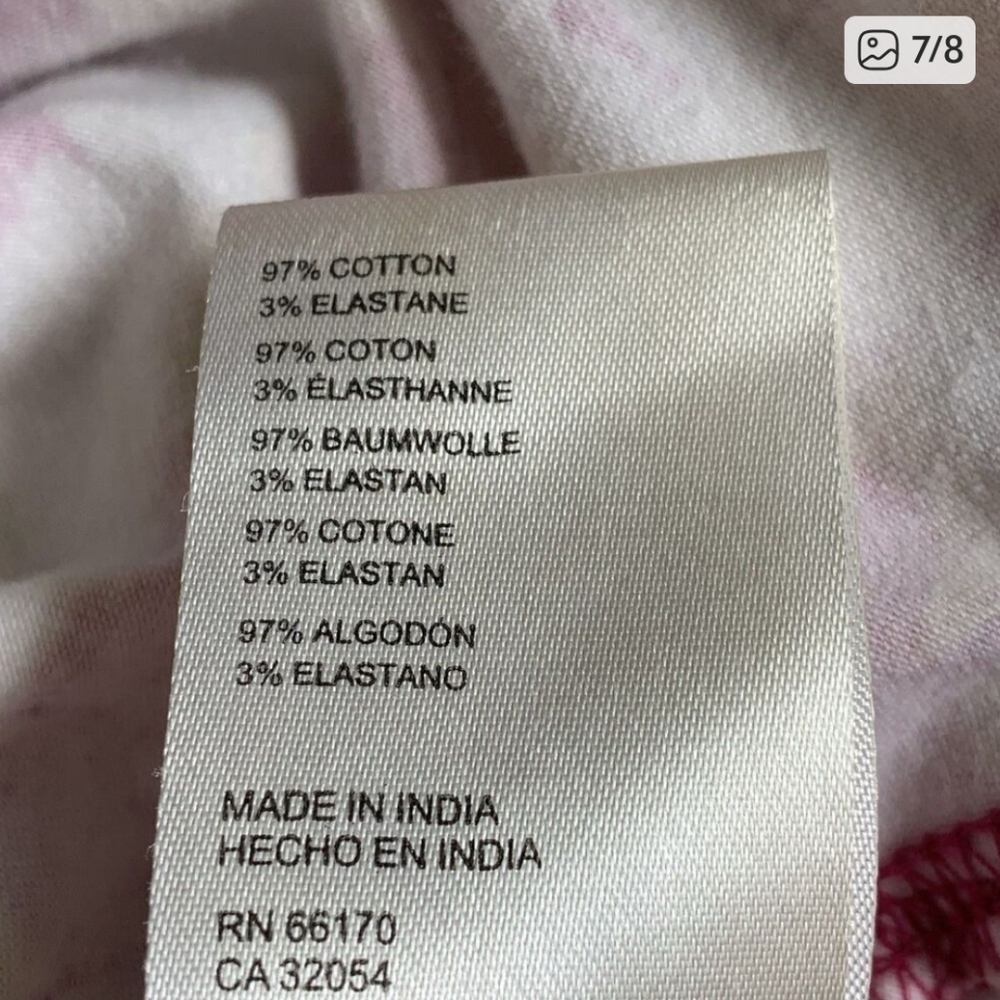 7/8
97% COTTON
3% ELASTANE
97% COTON
3% ÉLASTHANNE
97% BAUMWOLLE
3% ELASTAN
97% COTONE
3% ELASTAN
97% ALGODÓN
3% ELASTANO
MADE IN INDIA
HECHO EN INDIA
RN 66170
CA 32054